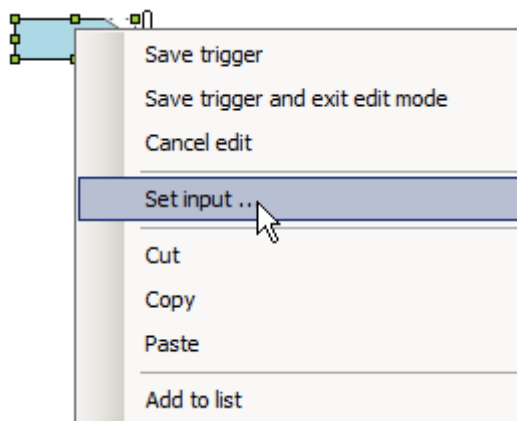 Save trigger
Save trigger and exit edit mode
Cancel edit
Set input ...
Cut
Copy
Paste
Add to list